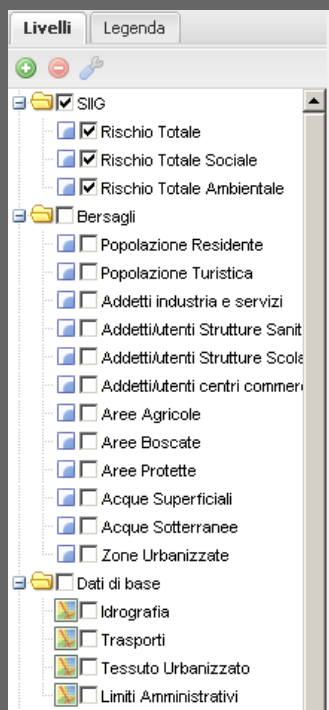 Livelli Legenda
SIIG
Rischio Totale
Rischio Totale Sociale
Rischio Totale Ambientale
Bersagli
Popolazione Residente
Popolazione Turistica
Addetti industria e servizi
Addetti/utenti Strutture Sanit
Addetti/utenti Strutture Scola
Addetti/utenti centri commer
Aree Agricole
Aree Boscate
Aree Protette
Acque Superficiali
Acque Sotterranee
Zone Urbanizzate
Dati di base
Idrografia
Trasporti
Tessuto Urbanizzato
Limiti Amministrativi